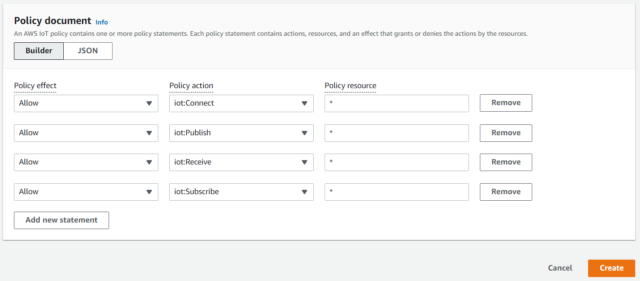 Policy document Info
An AWS IoT policy contains one or more policy statements. Each policy statement contains actions, resources, and an effect that grants or denies the actions by the resources.
Builder JSON
Policy effect Policy action Policy resource
Allow iot:Connect * Remove
Allow iot:Publish * Remove
Allow iot:Receive * Remove
Allow iot:Subscribe * Remove
Add new statement
Cancel Create